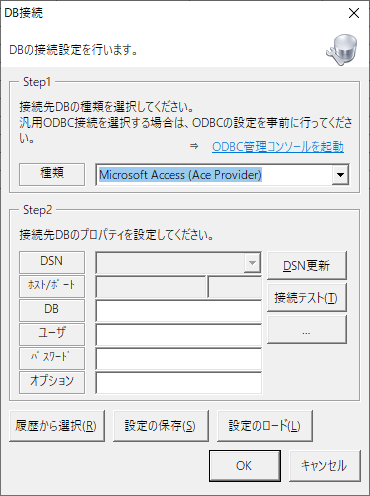 DB接続
DBの接続設定を行います。
Step1
接続先DBの種類を選択してください。
汎用ODBC接続を選択する場合は、ODBCの設定を事前に行ってくださ
い。
⇒ ODBC管理コンソールを起動
種類 Microsoft Access (Ace Provider)
Step2
接続先DBのプロパティを設定してください。
DSN DSN更新
ﾎｽﾄ/ﾎﾟｰﾄ 接続テスト(T)
DB
ユーザ ...
ﾊﾟｽﾜｰﾄﾞ
オプション
履歴から選択(R) 設定の保存(S) 設定のロード(L)
OK キャンセル